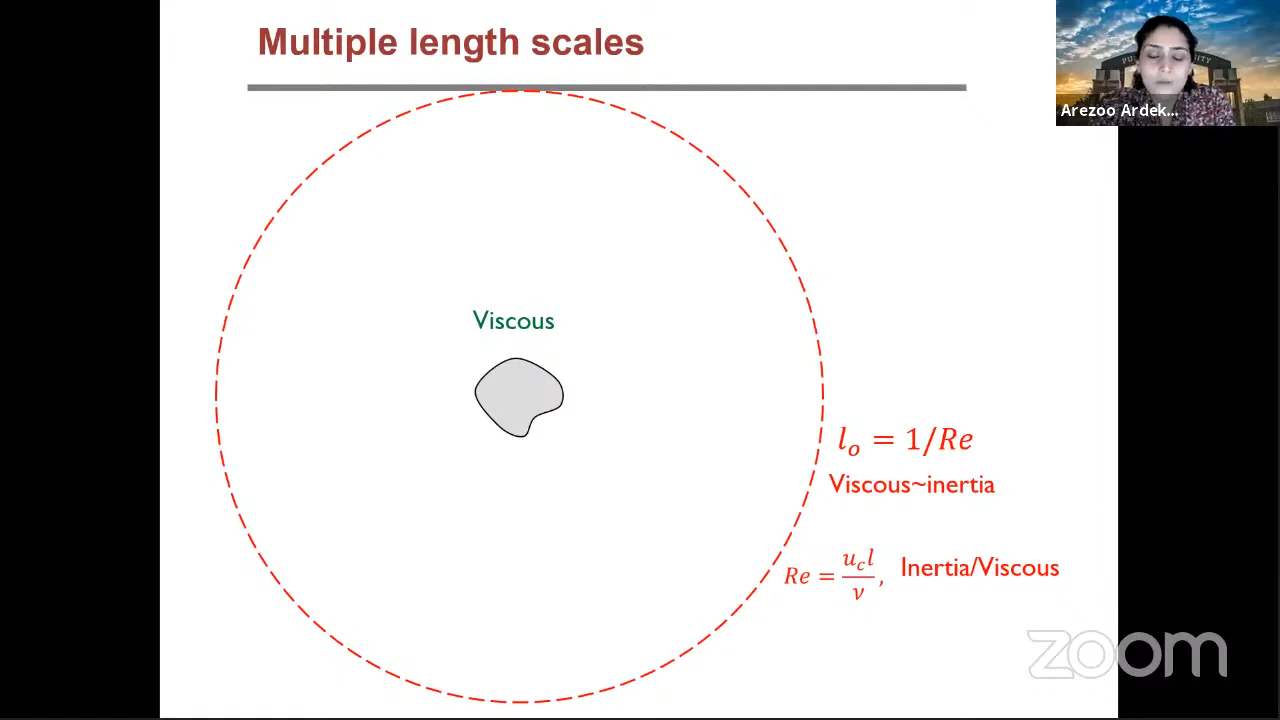 Multiple length scales
Arezoo Ardek...
Viscous
l_o = 1/Re
Viscous~inertia
Re = u_c l / ν, Inertia/Viscous
zoom